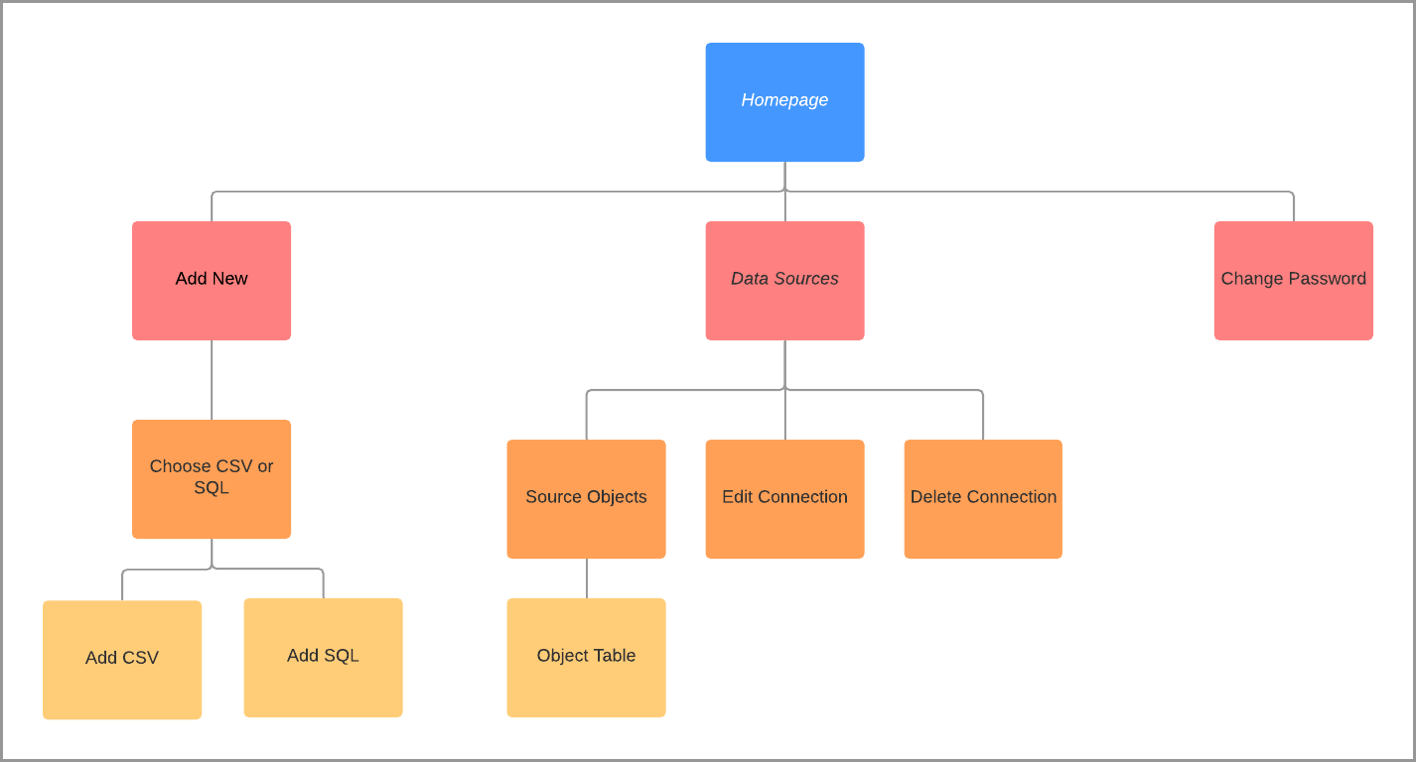 Homepage
Add New
Data Sources
Change Password
Choose CSV or
SQL
Source Objects
Edit Connection
Delete Connection
Add CSV
Add SQL
Object Table